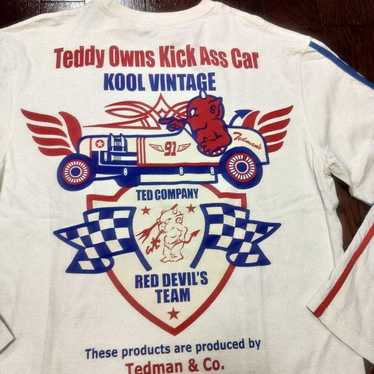 Teddy Owns Kick Ass Car
KOOL VINTAGE
91
Tedman's
TED COMPANY
RED DEVIL'S
TEAM
These products are produced by
Tedman & Co.